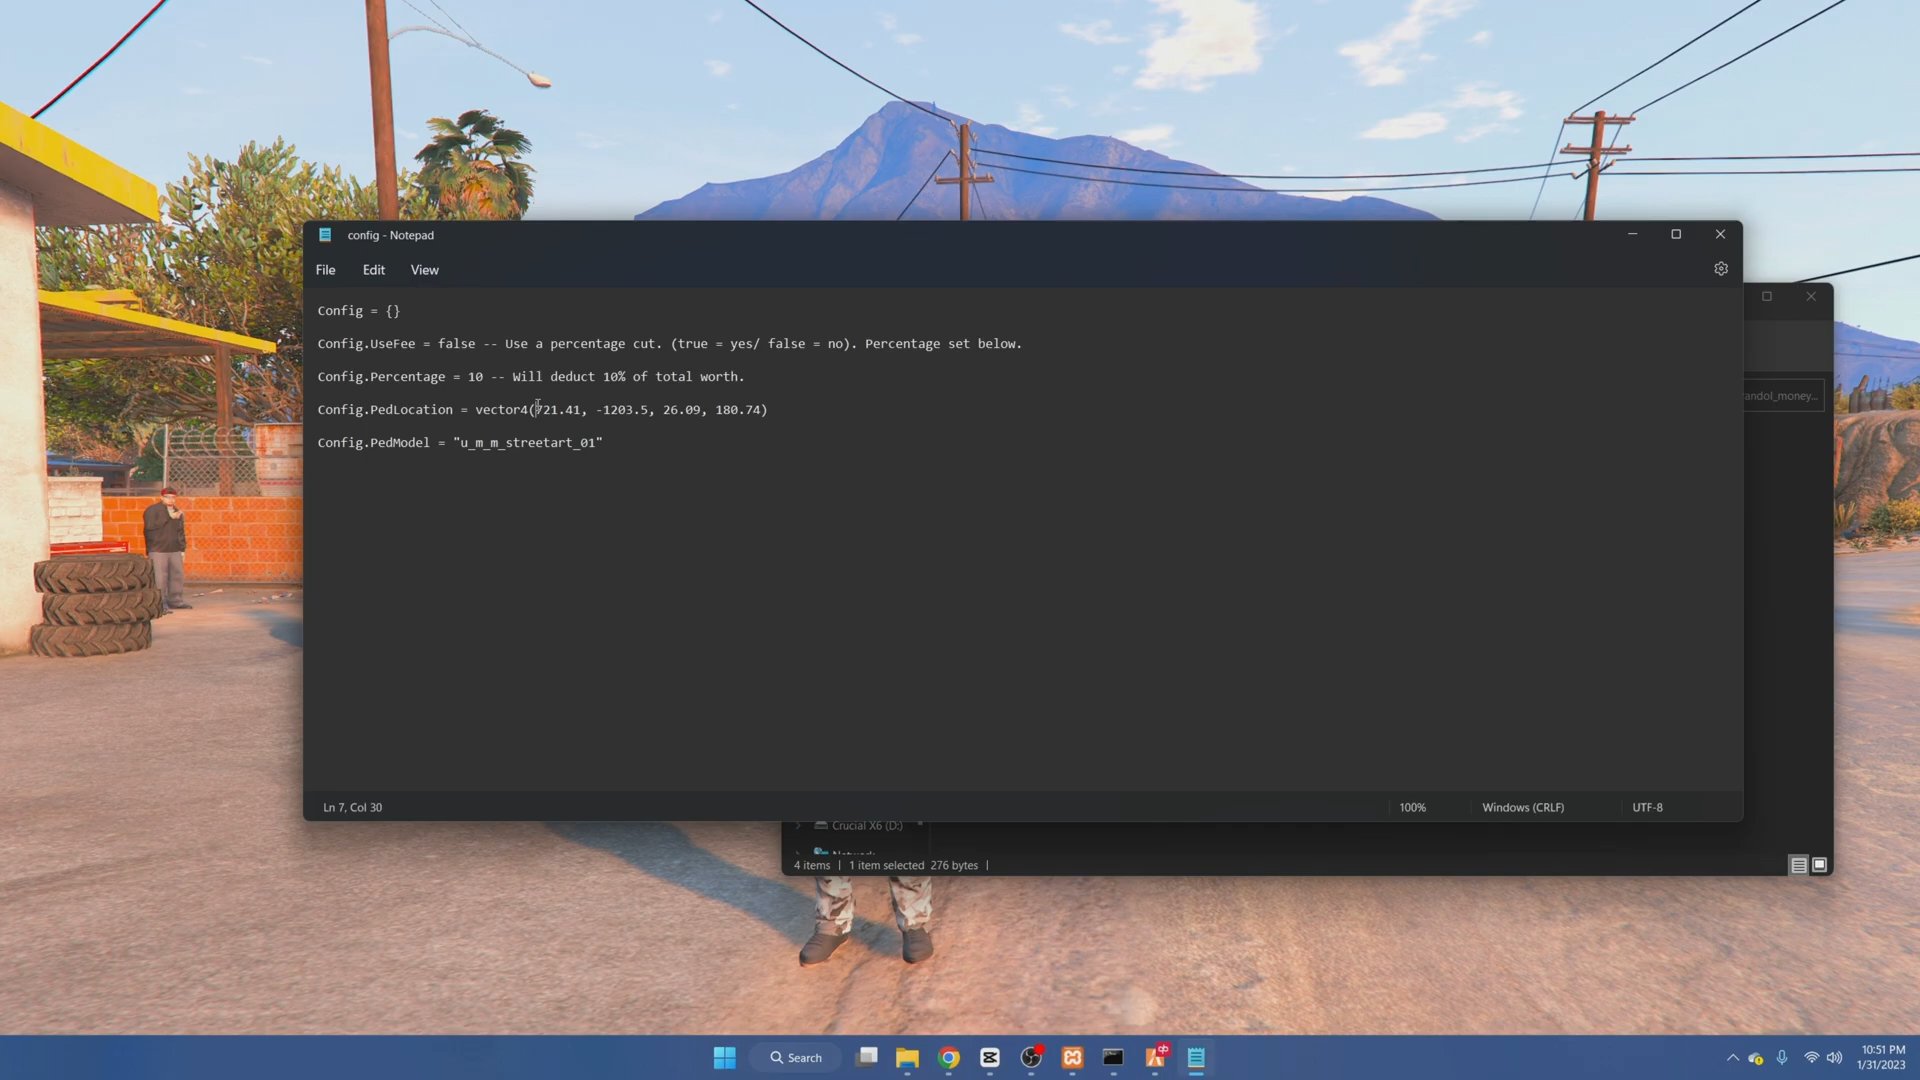 config - Notepad
File Edit View
Config = {}
Config.UseFee = false -- Use a percentage cut. (true = yes/ false = no). Percentage set below.
Config.Percentage = 10 -- Will deduct 10% of total worth.
Config.PedLocation = vector4(721.41, -1203.5, 26.09, 180.74)
Config.PedModel = "u_m_m_streetart_01"
andol_money...
Ln 7, Col 30 100% Windows (CRLF) UTF-8
Crucial X6 (D:)
Network
4 items | 1 item selected 276 bytes |
Search
qb
10:51 PM
1/31/2023